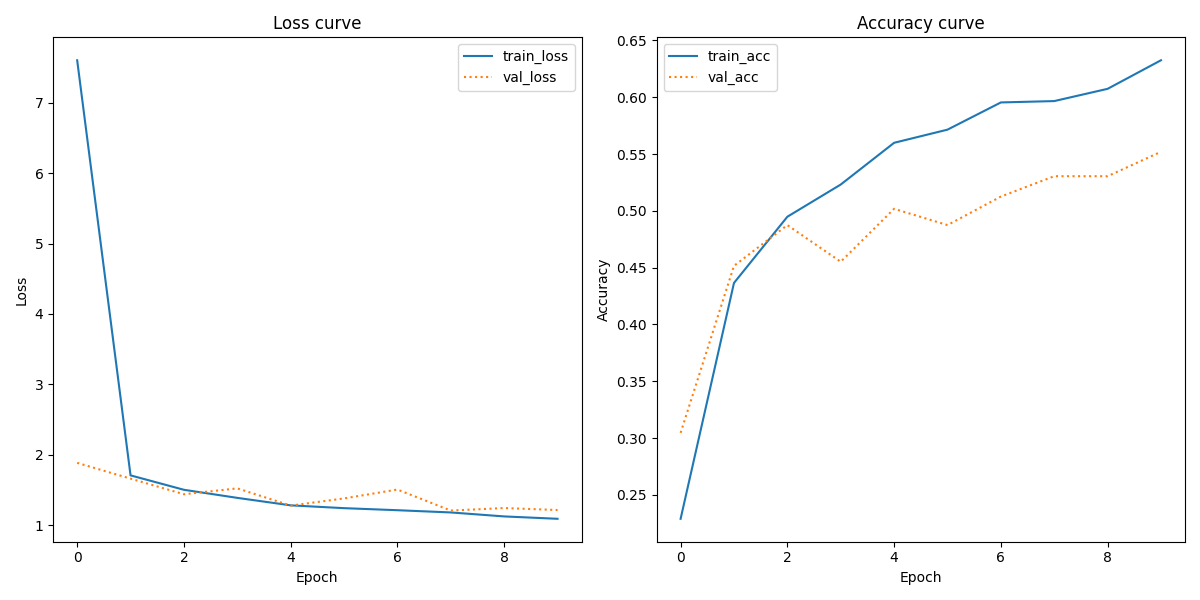 Loss curve
train_loss
val_loss
7
6
5
4
3
2
1
Loss
0 2 4 6 8
Epoch
Accuracy curve
train_acc
val_acc
0.65
0.60
0.55
0.50
0.45
0.40
0.35
0.30
0.25
Accuracy
0 2 4 6 8
Epoch